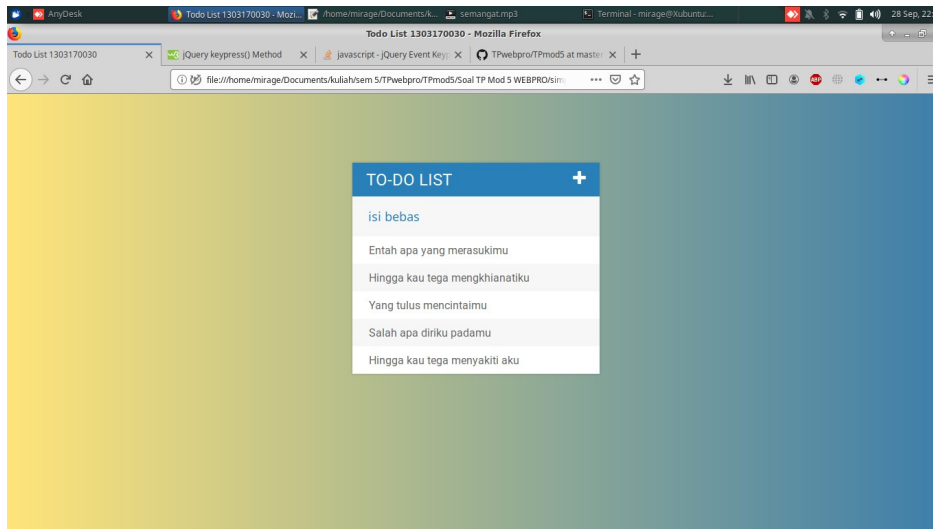 AnyDesk
Todo List 1303170030 - Mozi...
/home/mirage/Documents/k...
semangat.mp3
Terminal - mirage@Xubuntu:...
28 Sep, 22:
Todo List 1303170030 - Mozilla Firefox
Todo List 1303170030
jQuery keypress() Method
javascript - jQuery Event Key
TPwebpro/TPmod5 at master
file:///home/mirage/Documents/kuliah/sem 5/TPwebpro/TPmod5/Soal TP Mod 5 WEBPRO/sim
ABP
TO-DO LIST
isi bebas
Entah apa yang merasukimu
Hingga kau tega mengkhianatiku
Yang tulus mencintaimu
Salah apa diriku padamu
Hingga kau tega menyakiti aku